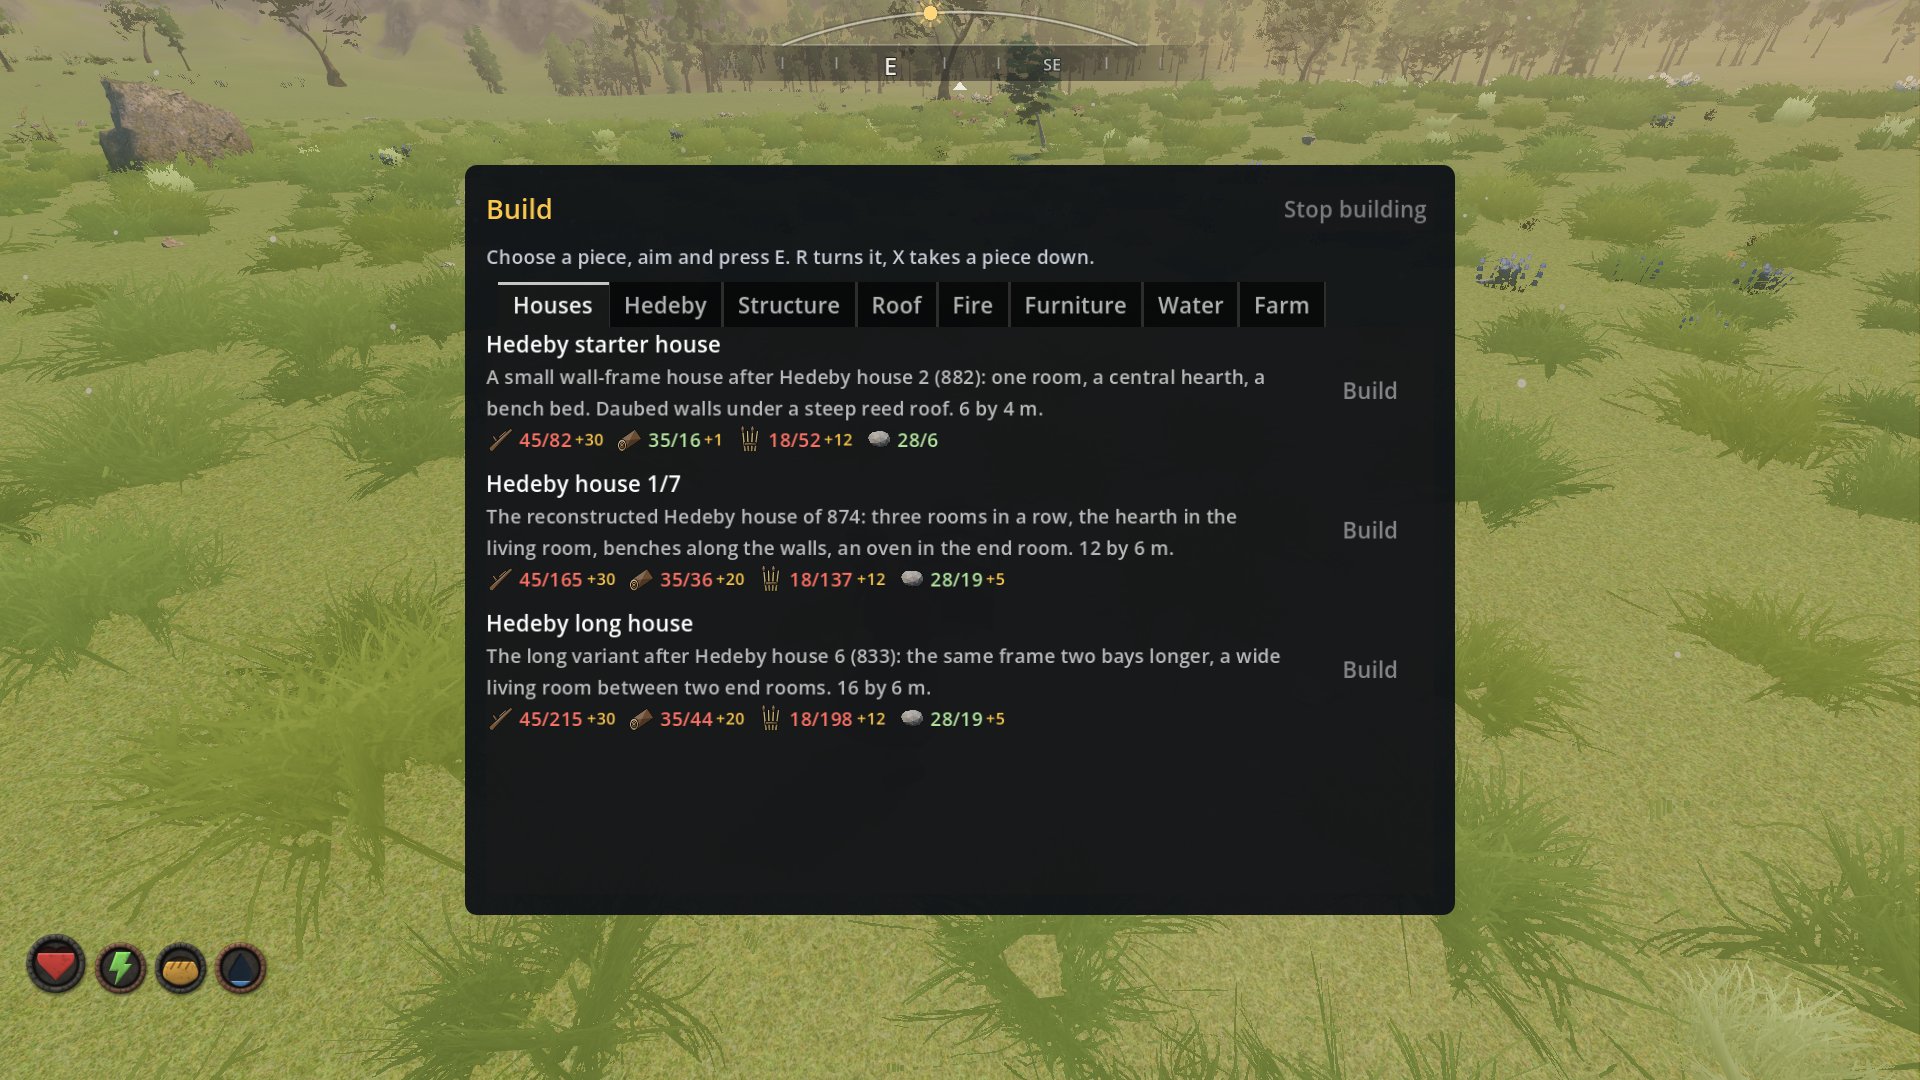 E
SE
Build
Stop building
Choose a piece, aim and press E. R turns it, X takes a piece down.
Houses Hedeby Structure Roof Fire Furniture Water Farm
Hedeby starter house
A small wall-frame house after Hedeby house 2 (882): one room, a central hearth, a
bench bed. Daubed walls under a steep reed roof. 6 by 4 m.
Build
45/82 +30 35/16 +1 18/52 +12 28/6
Hedeby house 1/7
The reconstructed Hedeby house of 874: three rooms in a row, the hearth in the
living room, benches along the walls, an oven in the end room. 12 by 6 m.
Build
45/165 +30 35/36 +20 18/137 +12 28/19 +5
Hedeby long house
The long variant after Hedeby house 6 (833): the same frame two bays longer, a wide
living room between two end rooms. 16 by 6 m.
Build
45/215 +30 35/44 +20 18/198 +12 28/19 +5